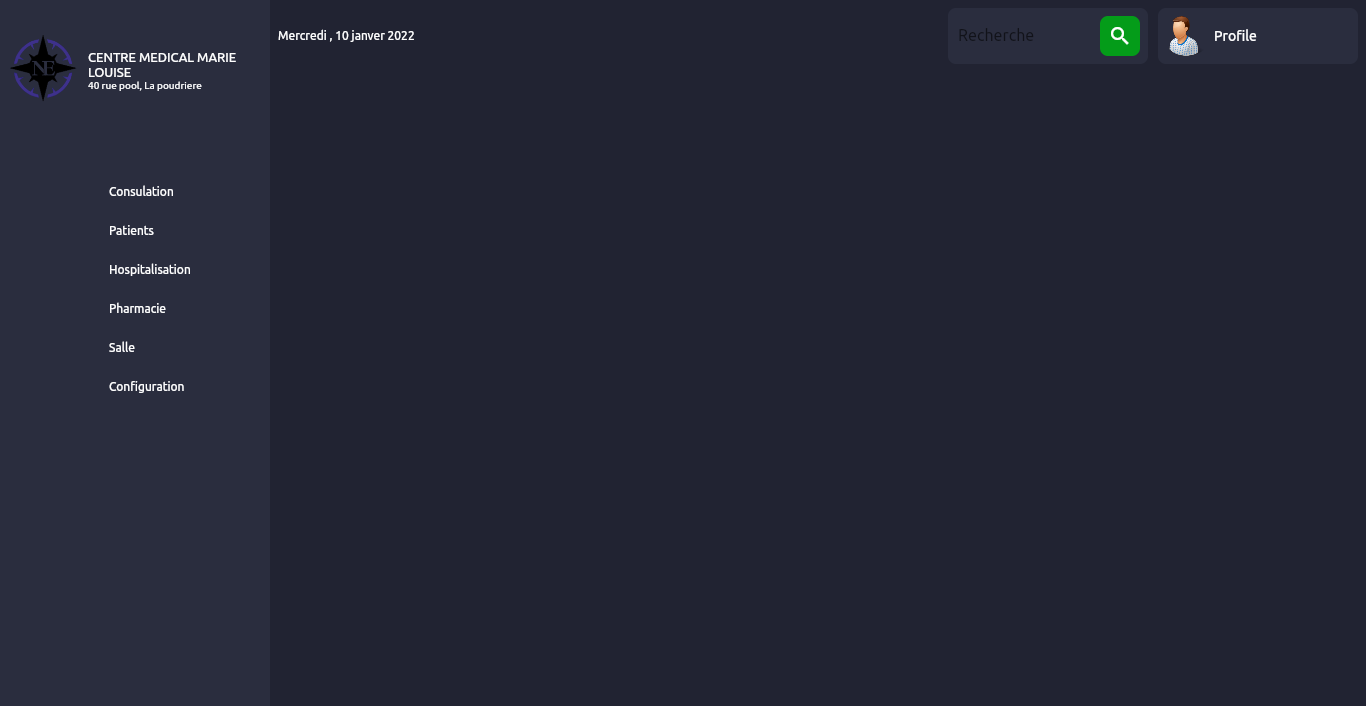 CENTRE MEDICAL MARIE
LOUISE
40 rue pool, La poudriere
NE
Mercredi , 10 janver 2022
Recherche
Profile
Consulation
Patients
Hospitalisation
Pharmacie
Salle
Configuration